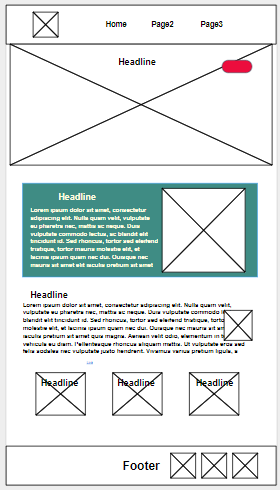 Home Page2 Page3
Headline
Headline
Lorem ipsum dolor sit amet, consectetur
adipiscing elit. Nulla quam velit,
vulputate eu pharetra nec, mattis ac
neque. Duis
vulputate commodo lectus, ac blandit elit
tincidunt id. Sed rhoncus, tortor sed eleifend
tristique, tortor mauris molestie elit, et
lacinia ipsum quam nec dui. Quisque nec
mauris sit amet elit iaculis pretium sit amet
Headline
Lorem ipsum dolor sit amet, consectetur adipiscing elit. Nulla quam velit,
vulputate eu pharetra nec, mattis ac neque. Duis vulputate commodo lectus, ac
blandit elit tincidunt id. Sed rhoncus, tortor sed eleifend tristique, tortor
mauris molestie elit, et lacinia ipsum quam nec dui. Quisque nec mauris sit am
iaculis pretium sit amet quis magna. Aenean velit odio, elementum in
vehicula eu diam. Pellentesque rhoncus aliquam mattis. Ut vulputate eros sed
felis sodales nec vulputate justo hendrerit. Vivamus varius pretium ligula, a
Headline Headline Headline
Footer